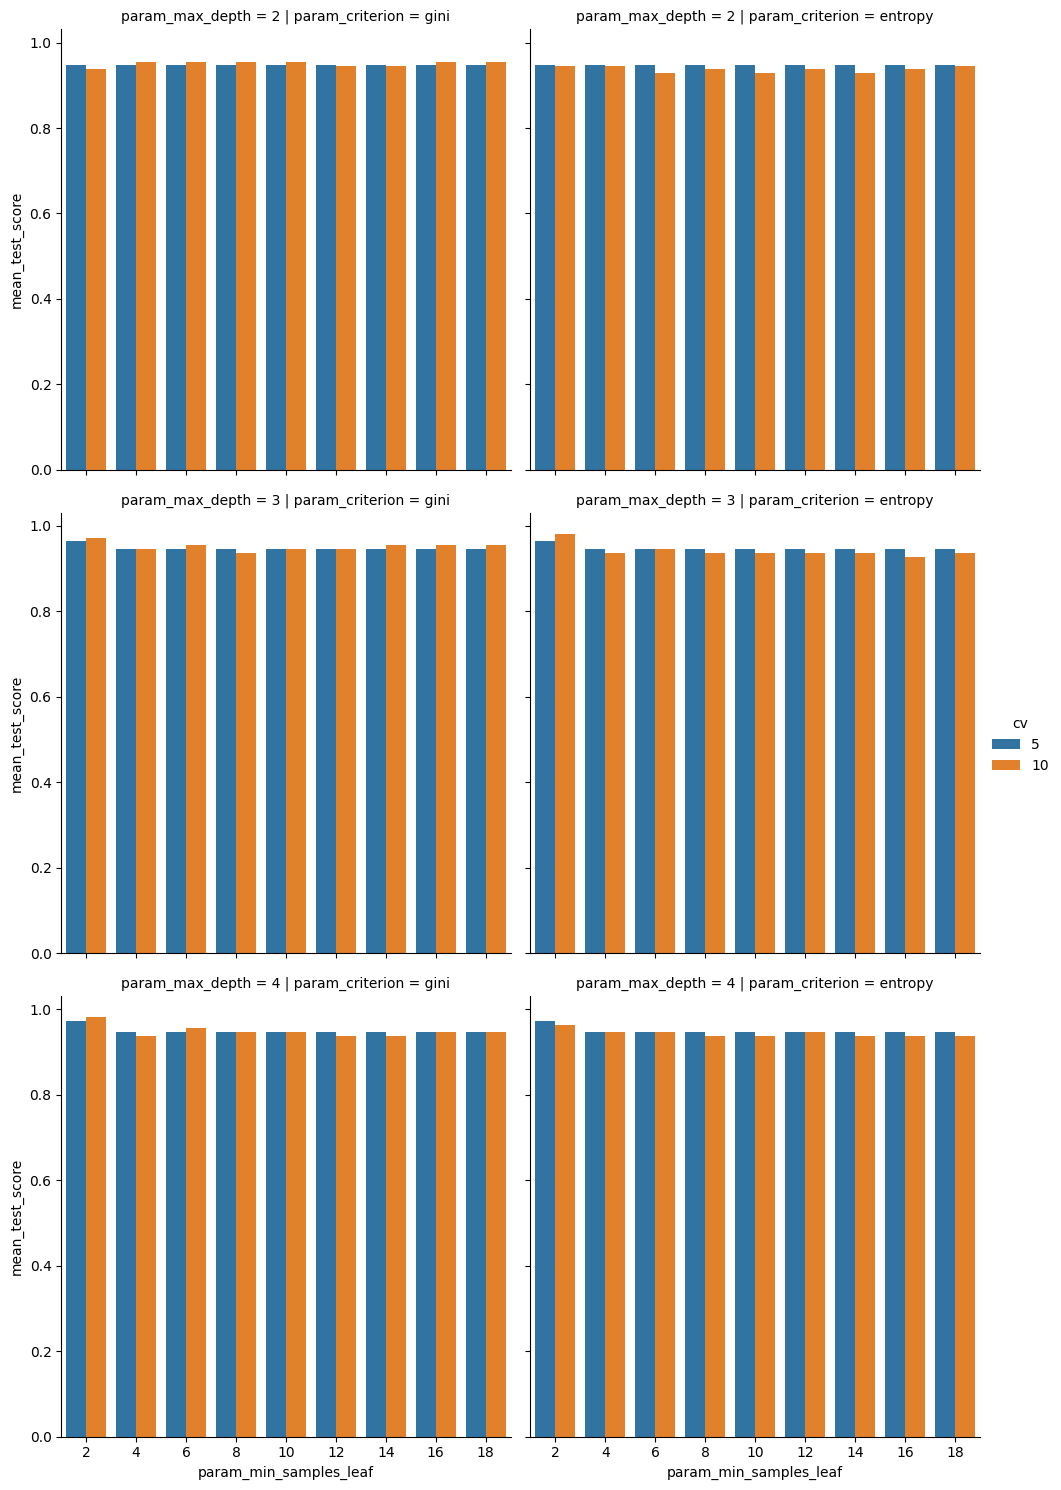 param_max_depth = 2 | param_criterion = gini
param_max_depth = 2 | param_criterion = entropy
1.0
0.8
0.6
0.4
0.2
0.0
mean_test_score
param_max_depth = 3 | param_criterion = gini
param_max_depth = 3 | param_criterion = entropy
1.0
0.8
0.6
0.4
0.2
0.0
mean_test_score
cv
5
10
param_max_depth = 4 | param_criterion = gini
param_max_depth = 4 | param_criterion = entropy
1.0
0.8
0.6
0.4
0.2
0.0
mean_test_score
2 4 6 8 10 12 14 16 18
param_min_samples_leaf
2 4 6 8 10 12 14 16 18
param_min_samples_leaf